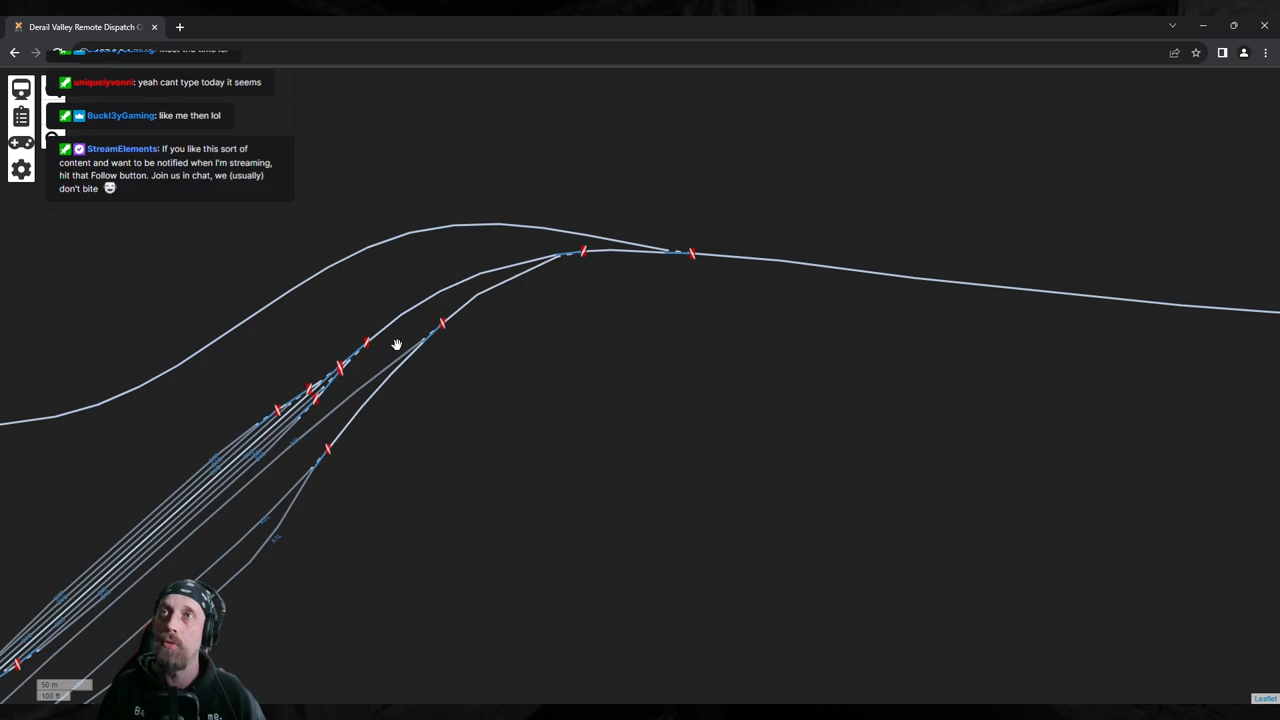 Derail Valley Remote Dispatch C
uniquelyvonni: yeah cant type today it seems
Buckl3yGaming: like me then lol
StreamElements: If you like this sort of
content and want to be notified when I'm streaming,
hit that Follow button. Join us in chat, we (usually)
don't bite
A1L
50 m
100 ft
Leaflet